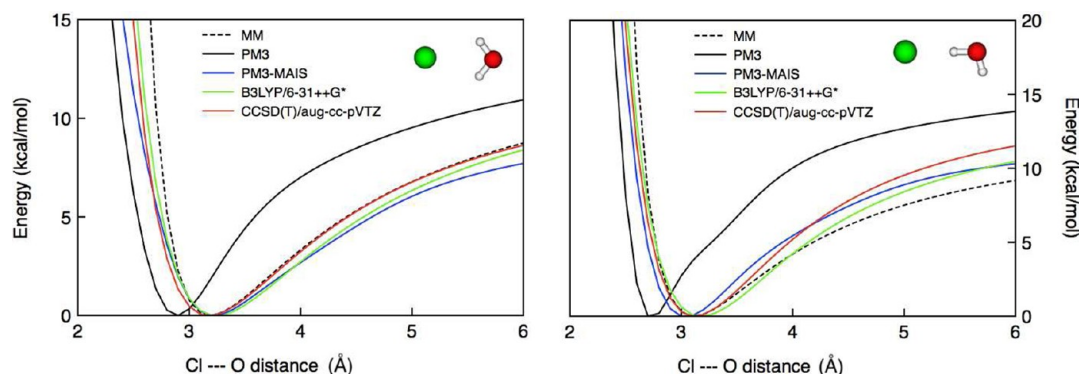 15
10
5
0
Energy (kcal/mol)
MM
PM3
PM3-MAIS
B3LYP/6-31++G*
CCSD(T)/aug-cc-pVTZ
2 3 4 5 6
Cl --- O distance (Å)
MM
PM3
PM3-MAIS
B3LYP/6-31++G*
CCSD(T)/aug-cc-pVTZ
20
15
10
5
0
Energy (kcal/mol)
2 3 4 5 6
Cl --- O distance (Å)